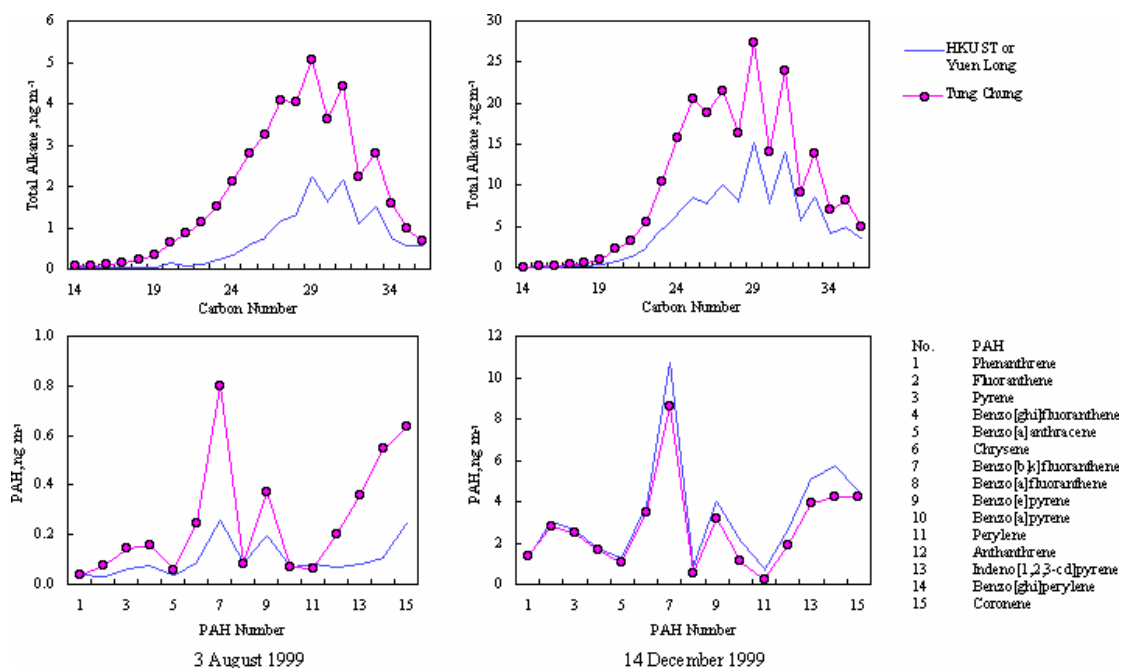 6
5
4
3
2
1
0
Total Alkane, ng m-³
14 19 24 29 34
Carbon Number
30
25
20
15
10
5
0
Total Alkane, ng m-³
14 19 24 29 34
Carbon Number
HKUST or
Yuen Long
Tung Chung
1.0
0.8
0.6
0.4
0.2
0.0
PAH, ng m-³
1 3 5 7 9 11 13 15
PAH Number
3 August 1999
12
10
8
6
4
2
0
PAH, ng m-³
1 3 5 7 9 11 13 15
PAH Number
14 December 1999
No. PAH
1 Phenanthrene
2 Fluoranthene
3 Pyrene
4 Benzo[ghi]fluoranthene
5 Benzo[a]anthracene
6 Chrysene
7 Benzo[b,k]fluoranthene
8 Benzo[a]fluoranthene
9 Benzo[e]pyrene
10 Benzo[a]pyrene
11 Perylene
12 Anthanthrene
13 Indeno[1,2,3-cd]pyrene
14 Benzo[ghi]perylene
15 Coronene